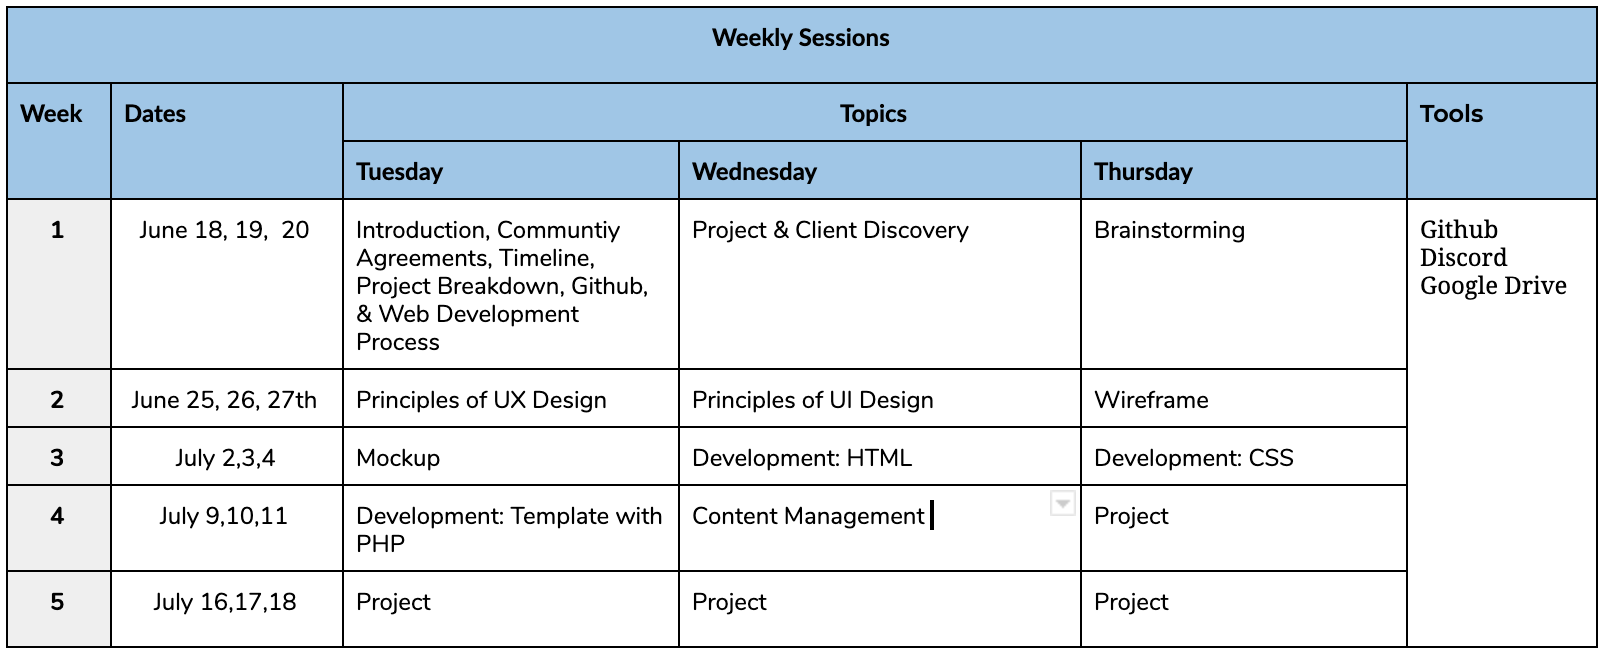 Weekly Sessions
Week
Dates
Topics
Tools
Tuesday
Wednesday
Thursday
1
June 18, 19,  20
Introduction, Communtiy
Agreements, Timeline,
Project Breakdown, Github,
& Web Development
Process
Project & Client Discovery
Brainstorming
Github
Discord
Google Drive
2
June 25, 26, 27th
Principles of UX Design
Principles of UI Design
Wireframe
3
July 2,3,4
Mockup
Development: HTML
Development: CSS
4
July 9,10,11
Development: Template with
PHP
Content Management
Project
5
July 16,17,18
Project
Project
Project